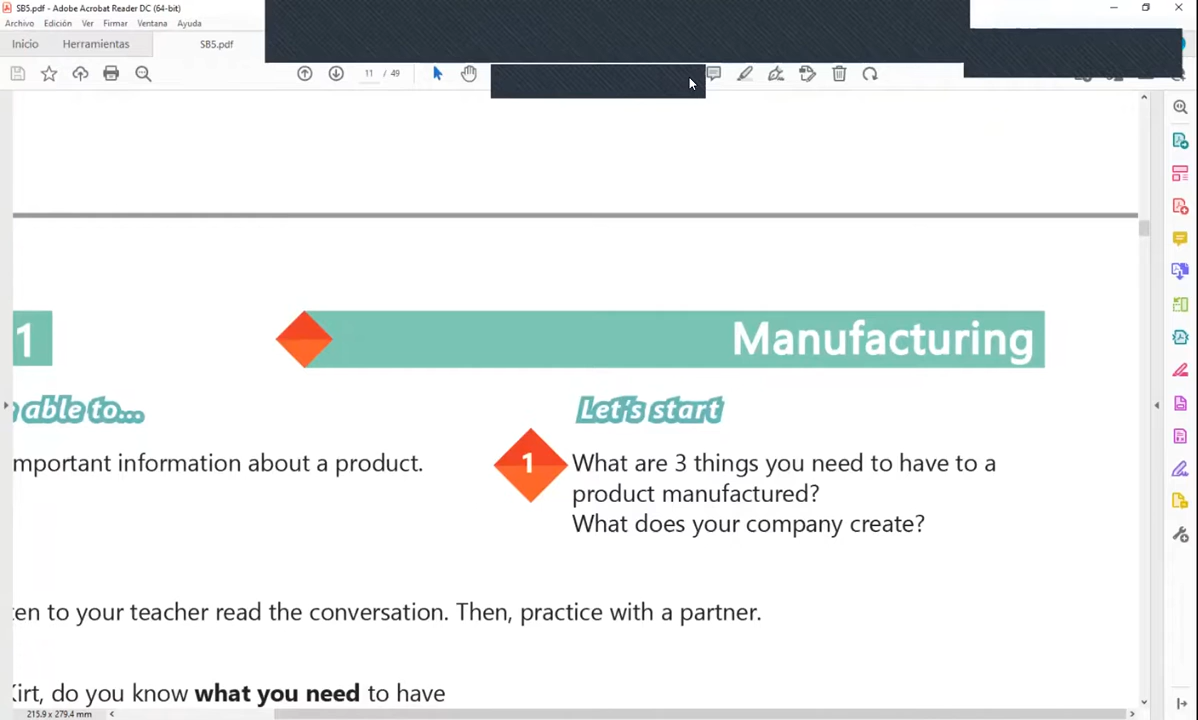 SB5.pdf - Adobe Acrobat Reader DC (64-bit)
Archivo Edición Ver Firmar Ventana Ayuda
Inicio Herramientas SB5.pdf
11 / 49
1 Manufacturing
able to... Let's start
mportant information about a product.
1 What are 3 things you need to have to a
product manufactured?
What does your company create?
en to your teacher read the conversation. Then, practice with a partner.
Kirt, do you know what you need to have
215.9 x 279.4 mm